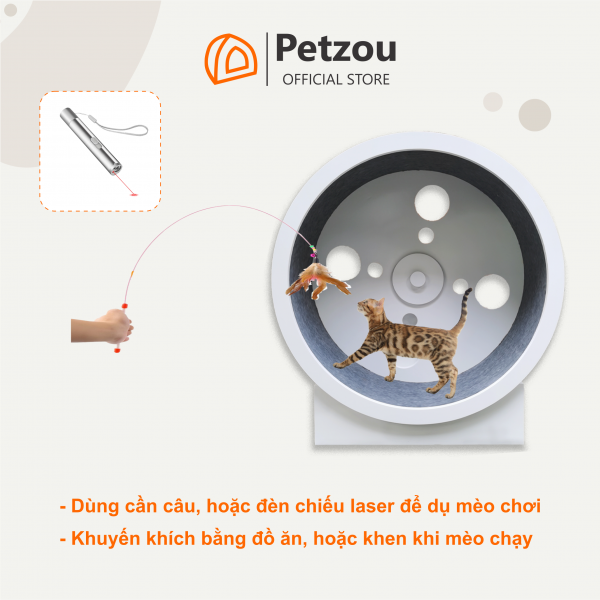 Petzou
OFFICIAL STORE
- Dùng cần câu, hoặc đèn chiếu laser để dụ mèo chơi
- Khuyến khích bằng đồ ăn, hoặc khen khi mèo chạy